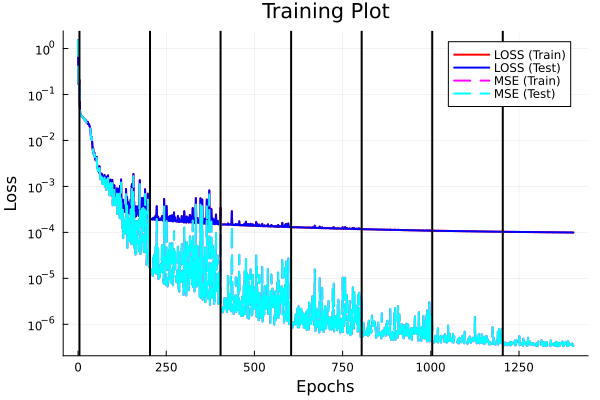 Training Plot
LOSS (Train)
LOSS (Test)
MSE (Train)
MSE (Test)
Loss
10⁰
10⁻¹
10⁻²
10⁻³
10⁻⁴
10⁻⁵
10⁻⁶
0 250 500 750 1000 1250
Epochs